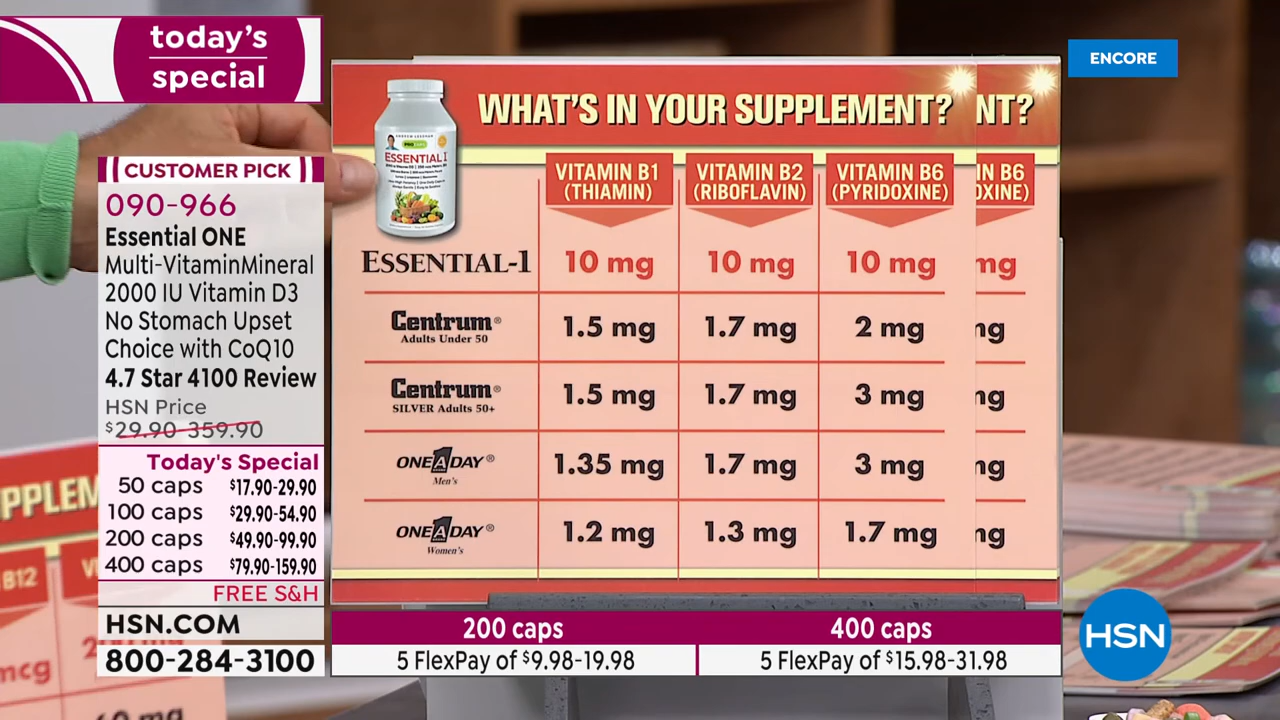 today's
special
CUSTOMER PICK
090-966
Essential ONE
Multi-VitaminMineral
2000 IU Vitamin D3
No Stomach Upset
Choice with CoQ10
4.7 Star 4100 Review
HSN Price
$29.90-359.90
Today's Special
50 caps $17.90-29.90
100 caps $29.90-54.90
200 caps $49.90-99.90
400 caps $79.90-159.90
FREE S&H
HSN.COM
800-284-3100
ENCORE
WHAT'S IN YOUR SUPPLEMENT?
NT?
ESSENTIAL 1
VITAMIN B1 (THIAMIN)
VITAMIN B2 (RIBOFLAVIN)
VITAMIN B6 (PYRIDOXINE)
N B6
OXINE)
ESSENTIAL-1 10 mg 10 mg 10 mg mg
Centrum® Adults Under 50 1.5 mg 1.7 mg 2 mg ng
Centrum® SILVER Adults 50+ 1.5 mg 1.7 mg 3 mg ng
ONE A DAY® Men's 1.35 mg 1.7 mg 3 mg ng
ONE A DAY® Women's 1.2 mg 1.3 mg 1.7 mg ng
200 caps
5 FlexPay of $9.98-19.98
400 caps
5 FlexPay of $15.98-31.98
HSN
PPLEM
B12
mcg